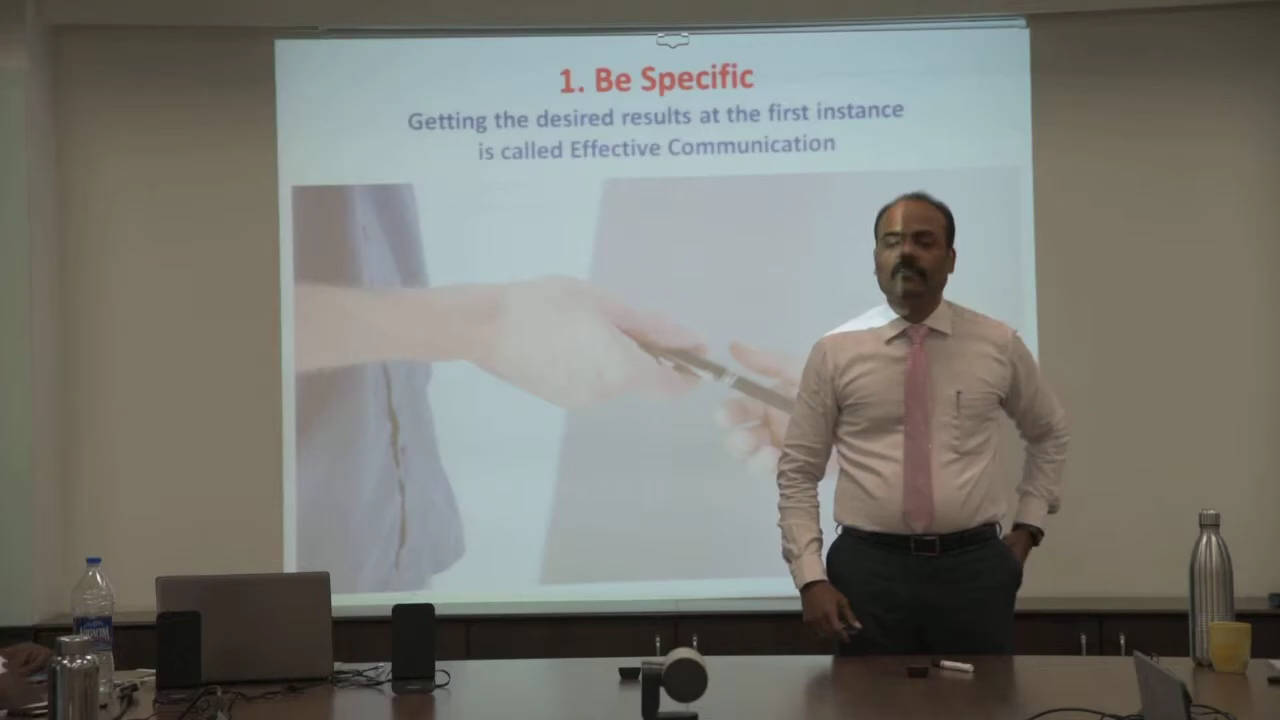 1. Be Specific
Getting the desired results at the first instance
is called Effective Communication